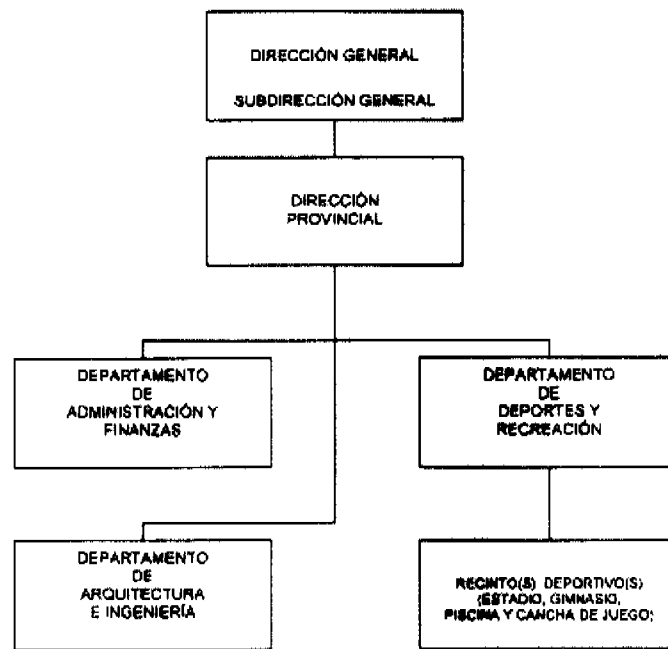 DIRECCIÓN GENERAL
SUBDIRECCIÓN GENERAL
DIRECCIÓN
PROVINCIAL
DEPARTAMENTO
DE
ADMINISTRACIÓN Y
FINANZAS
DEPARTAMENTO
DE
DEPORTES Y
RECREACIÓN
DEPARTAMENTO
DE
ARQUITECTURA
E INGENIERÍA
RECINTO(S) DEPORTIVO(S)
(ESTADIO, GIMNASIO,
PISCINA Y CANCHA DE JUEGO;